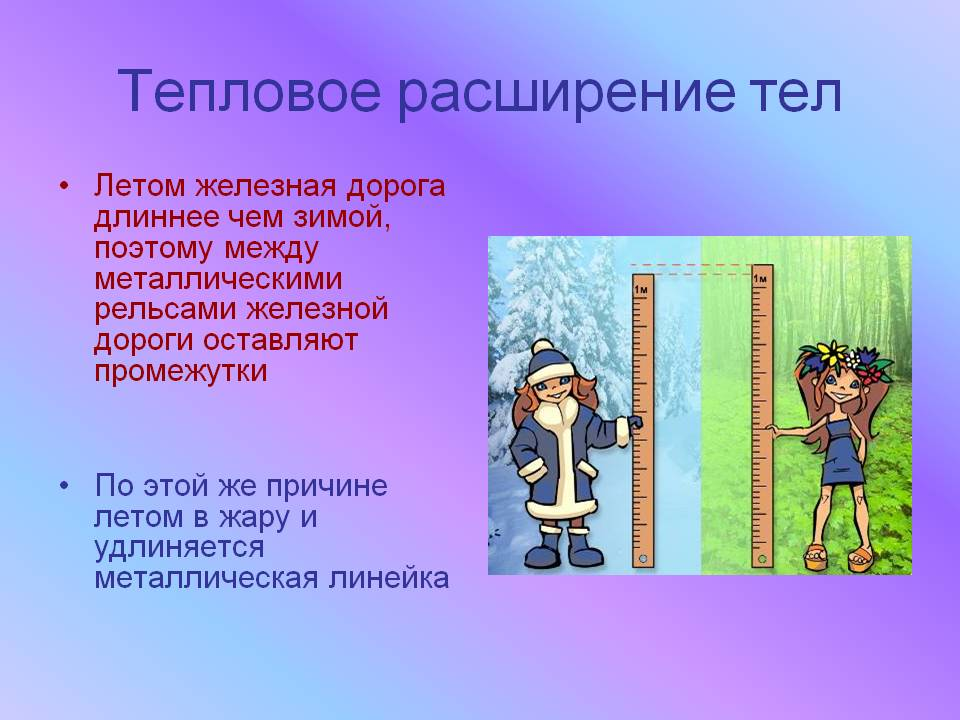 Тепловое расширение тел
• Летом железная дорога
длиннее чем зимой,
поэтому между
металлическими
рельсами железной
дороги оставляют
промежутки
• По этой же причине
летом в жару и
удлиняется
металлическая линейка
1м
1м